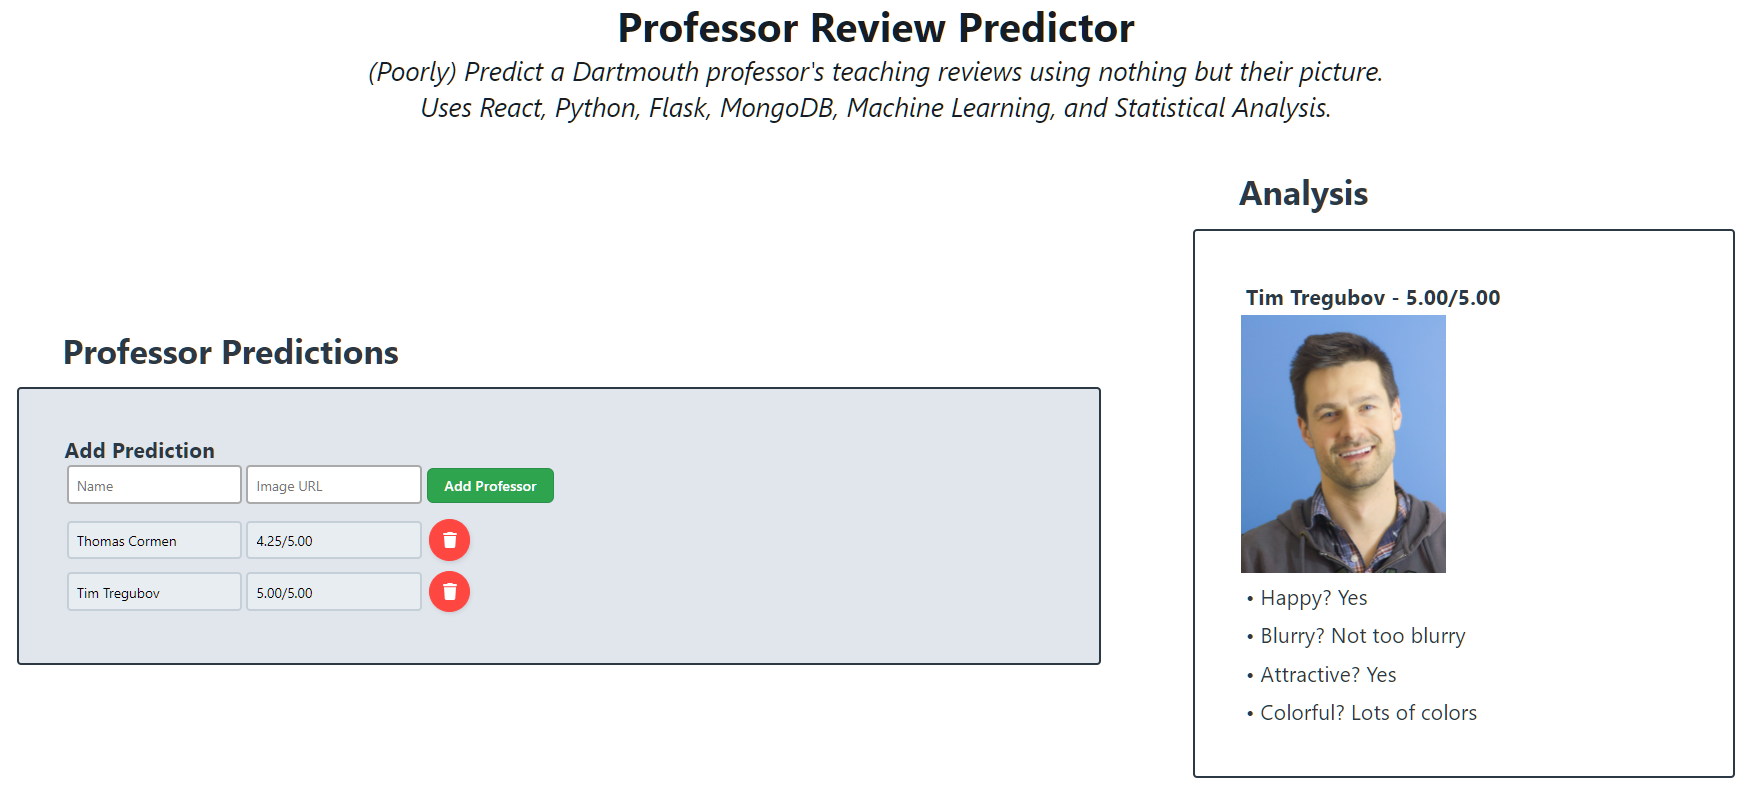 Professor Review Predictor
(Poorly) Predict a Dartmouth professor's teaching reviews using nothing but their picture.
Uses React, Python, Flask, MongoDB, Machine Learning, and Statistical Analysis.
Professor Predictions
Add Prediction
Name
Image URL
Add Professor
Thomas Cormen
4.25/5.00
Tim Tregubov
5.00/5.00
Analysis
Tim Tregubov - 5.00/5.00
• Happy? Yes
• Blurry? Not too blurry
• Attractive? Yes
• Colorful? Lots of colors